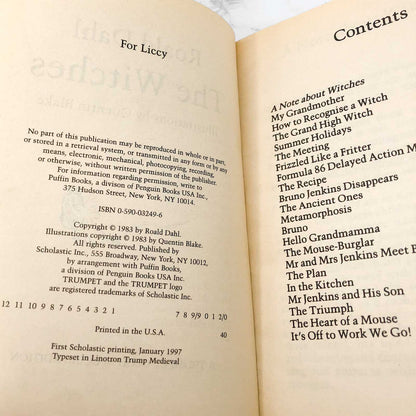 For Liccy
No part of this publication may be reproduced in whole or in part,
or stored in a retrieval system, or transmitted in any form or by any
means, electronic, mechanical, photocopying, recording,
or otherwise, without written permission of the publisher.
For information regarding permission, write to
Puffin Books, a division of Penguin Books USA Inc.,
375 Hudson Street, New York, NY 10014.
ISBN 0-590-03249-6
Copyright © 1983 by Roald Dahl.
Illustrations copyright © 1983 by Quentin Blake.
All rights reserved. Published by
Scholastic Inc., 555 Broadway, New York, NY 10012,
by arrangement with Puffin Books,
a division of Penguin Books USA Inc.
TRUMPET and the TRUMPET logo
are registered trademarks of Scholastic Inc.
12 11 10 9 8 7 6 5 4 3 2 1 7 8 9/9 0 1 2/0
Printed in the U.S.A. 40
First Scholastic printing, January 1997
Typeset in Linotron Trump Medieval
Contents
A Note about Witches
My Grandmother
How to Recognise a Witch
The Grand High Witch
Summer Holidays
The Meeting
Frizzled Like a Fritter
Formula 86 Delayed Action M
The Recipe
Bruno Jenkins Disappears
The Ancient Ones
Metamorphosis
Bruno
Hello Grandmamma
The Mouse-Burglar
Mr and Mrs Jenkins Meet B
The Plan
In the Kitchen
Mr Jenkins and His Son
The Triumph
The Heart of a Mouse
It's Off to Work We Go!